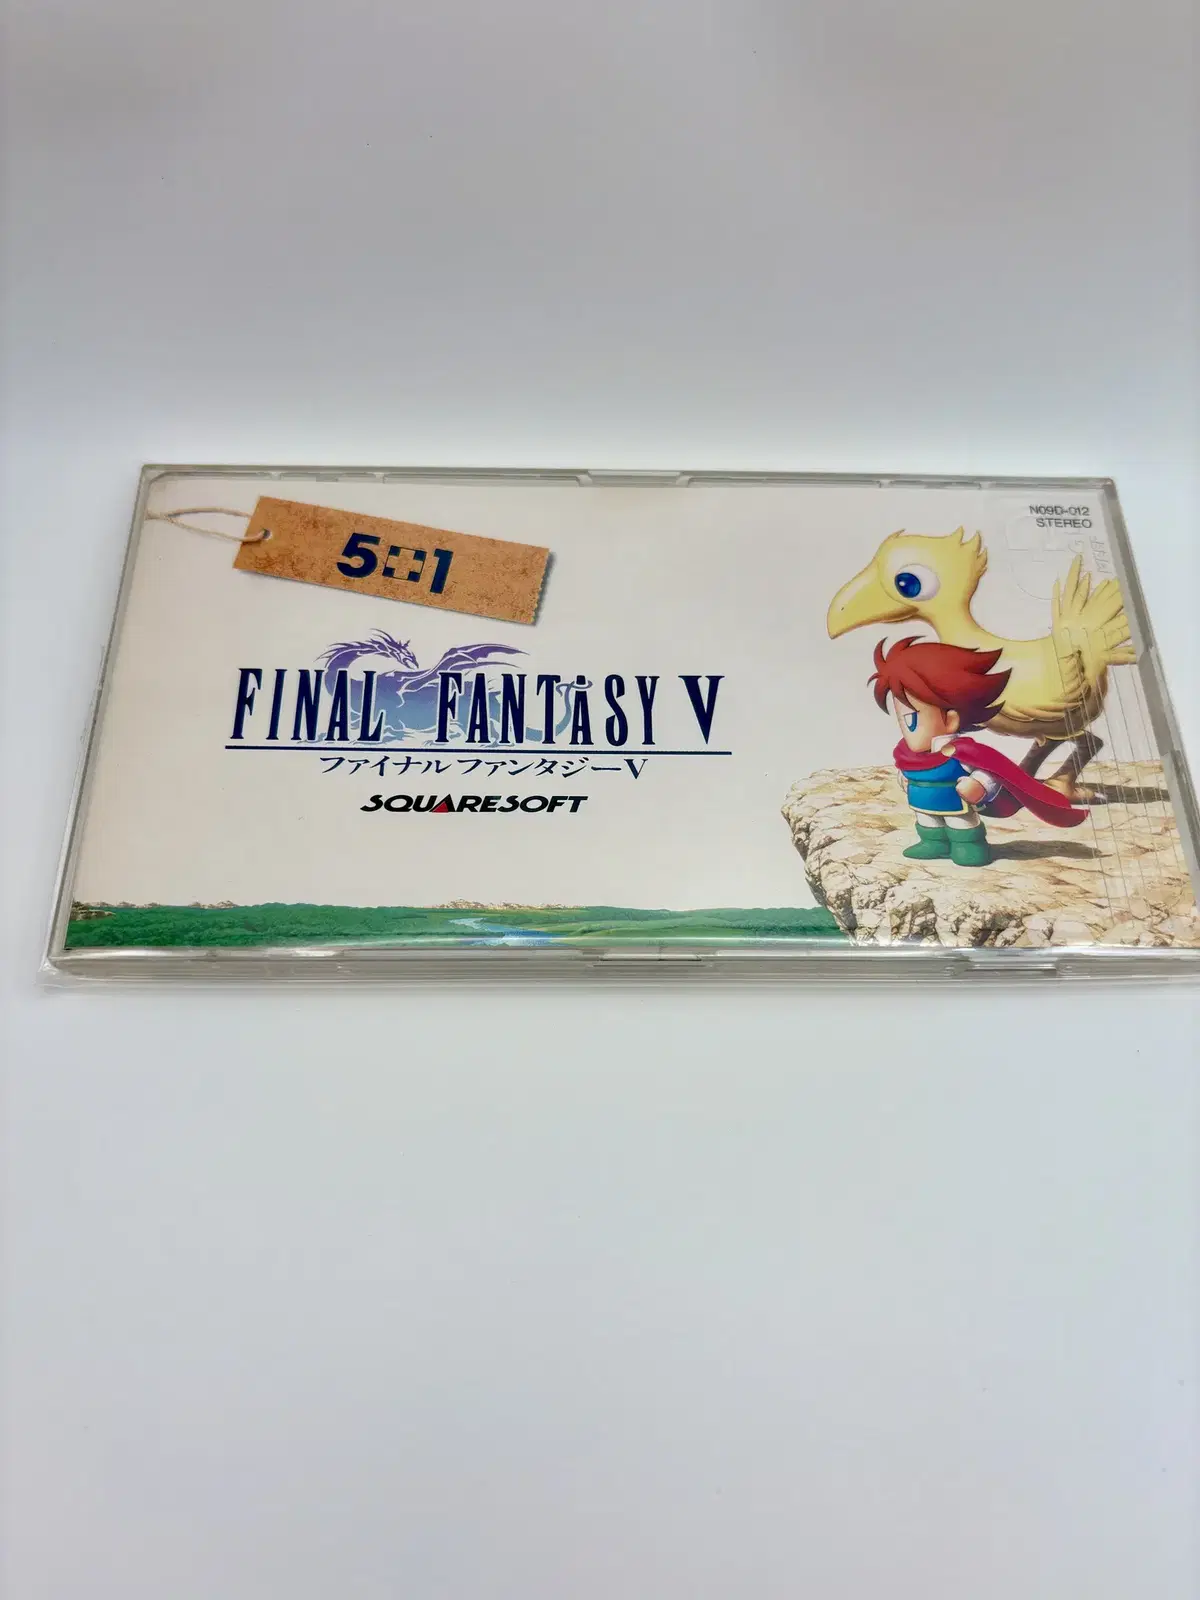 N09D-012
STEREO
5+1
FINAL FANTASY V
ファイナルファンタジーV
SQUARESOFT